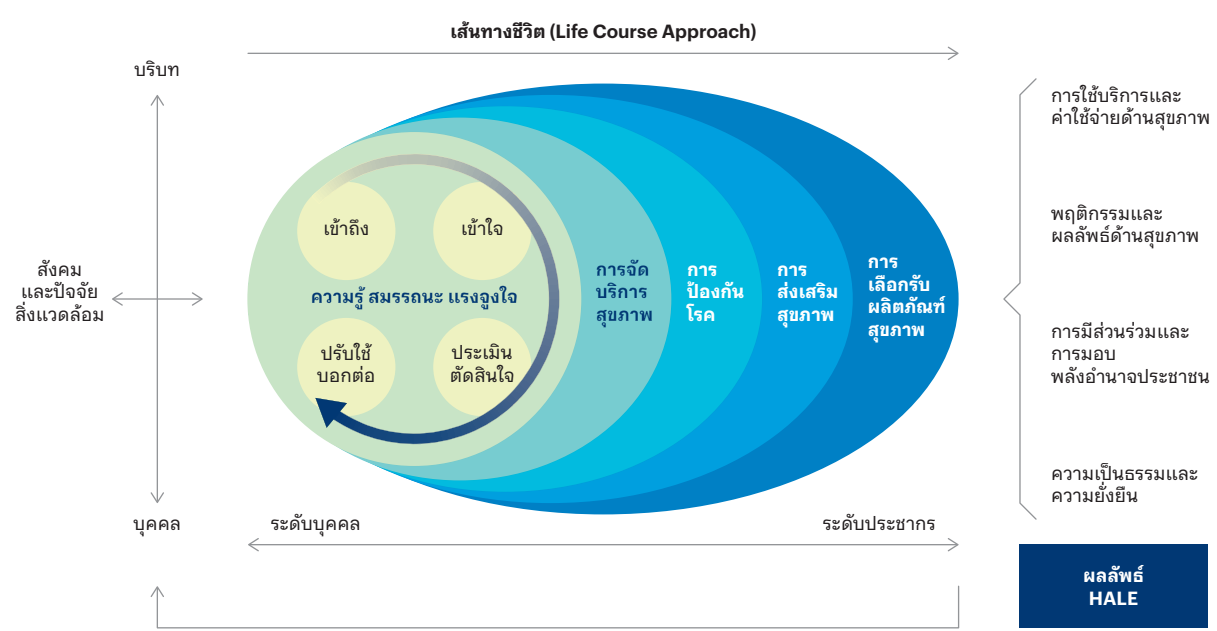 เส้นทางชีวิต (Life Course Approach)
บริบท
สังคม
และปัจจัย
สิ่งแวดล้อม
บุคคล
เข้าถึง
เข้าใจ
ความรู้ สมรรถนะ แรงจูงใจ
ปรับใช้
บอกต่อ
ประเมิน
ตัดสินใจ
การจัด
บริการ
สุขภาพ
การ
ป้องกัน
โรค
การ
ส่งเสริม
สุขภาพ
การ
เลือกรับ
ผลิตภัณฑ์
สุขภาพ
ระดับบุคคล
ระดับประชากร
การใช้บริการและ
ค่าใช้จ่ายด้านสุขภาพ
พฤติกรรมและ
ผลลัพธ์ด้านสุขภาพ
การมีส่วนร่วมและ
การมอบ
พลังอำนาจประชาชน
ความเป็นธรรมและ
ความยั่งยืน
ผลลัพธ์
HALE